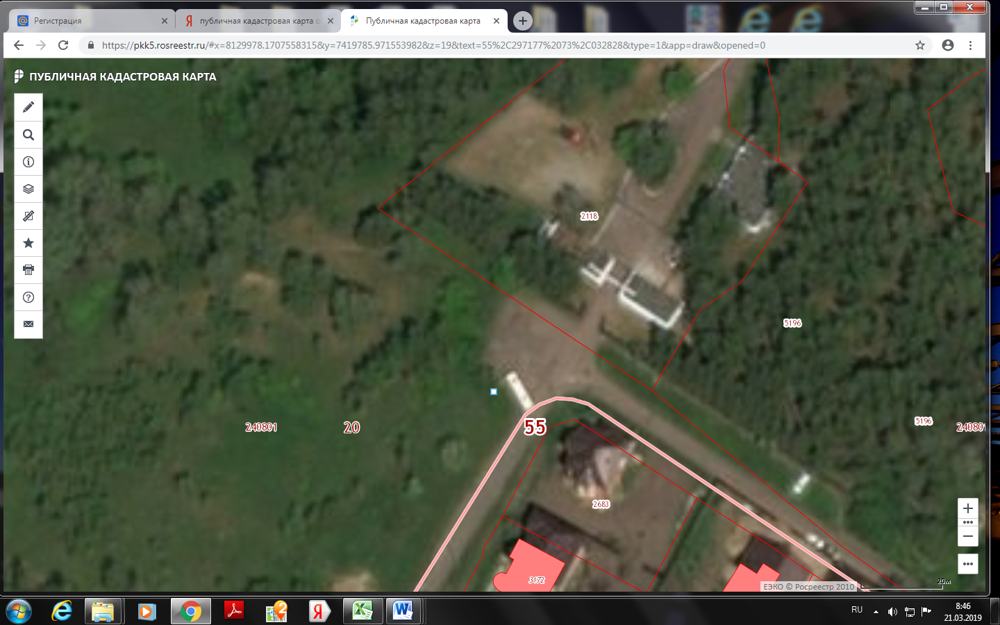 Регистрация
публичная кадастровая карта о
Публичная кадастровая карта
https://pkk5.rosreestr.ru/#x=8129978.1707558315&y=7419785.971553982&z=19&text=55%2C297177%2073%2C032828&type=1&app=draw&opened=0
ПУБЛИЧНАЯ КАДАСТРОВАЯ КАРТА
2118
5196
240801
20
55
5196
240801
2683
3172
20м
ЕЭКО © Росреестр 2010
RU
8:46
21.03.2019